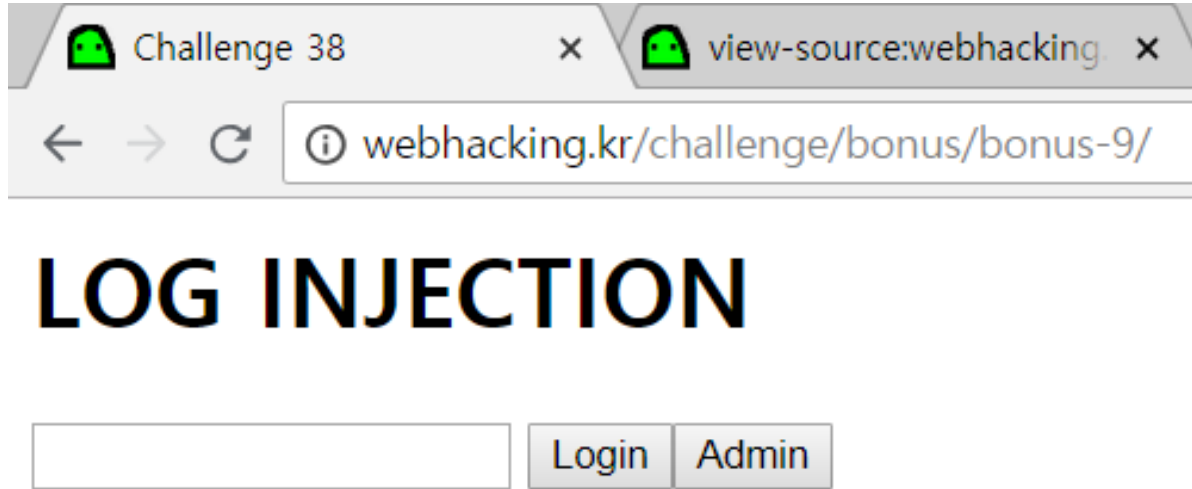 Challenge 38
view-source:webhacking.
webhacking.kr/challenge/bonus/bonus-9/
LOG INJECTION
Login Admin